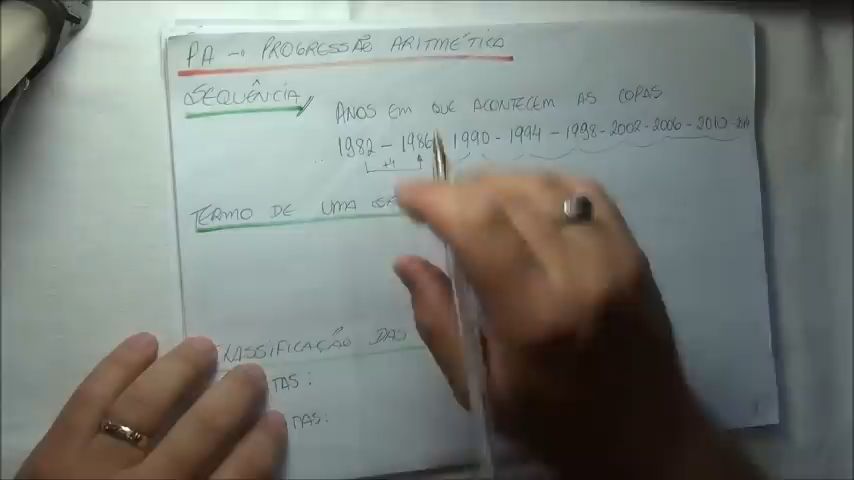 PA → PROGRESSÃO ARITMÉTICA
SEQUÊNCIA
ANOS EM QUE ACONTECEM AS COPAS
1982 - 1986 - 1990 - 1994 - 1998 - 2002 - 2006 - 2010 -
+4
TERMO DE UMA
CLASSIFICAÇÃO DAS